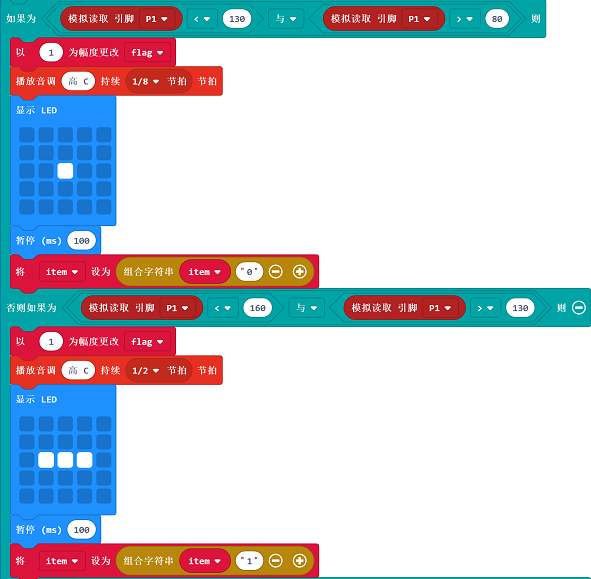 如果为 模拟读取 引脚 P1 < 130 与 模拟读取 引脚 P1 > 80 则
以 1 为幅度更改 flag
播放音调 高 C 持续 1/8 节拍 节拍
显示 LED
暂停 (ms) 100
将 item 设为 组合字符串 item "0"
否则如果为 模拟读取 引脚 P1 < 160 与 模拟读取 引脚 P1 > 130 则
以 1 为幅度更改 flag
播放音调 高 C 持续 1/2 节拍 节拍
显示 LED
暂停 (ms) 100
将 item 设为 组合字符串 item "1"